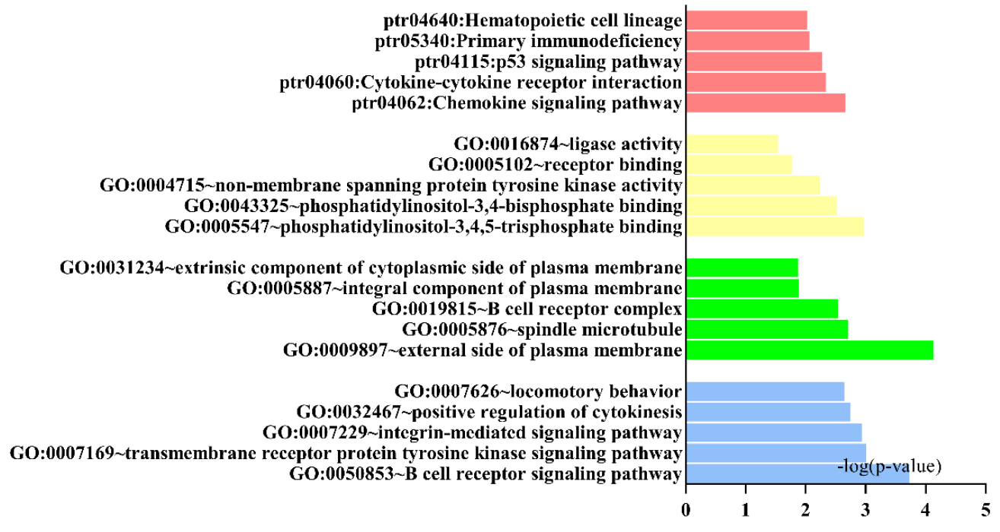 ptr04640:Hematopoietic cell lineage
ptr05340:Primary immunodeficiency
ptr04115:p53 signaling pathway
ptr04060:Cytokine-cytokine receptor interaction
ptr04062:Chemokine signaling pathway
GO:0016874~ligase activity
GO:0005102~receptor binding
GO:0004715~non-membrane spanning protein tyrosine kinase activity
GO:0043325~phosphatidylinositol-3,4-bisphosphate binding
GO:0005547~phosphatidylinositol-3,4,5-trisphosphate binding
GO:0031234~extrinsic component of cytoplasmic side of plasma membrane
GO:0005887~integral component of plasma membrane
GO:0019815~B cell receptor complex
GO:0005876~spindle microtubule
GO:0009897~external side of plasma membrane
GO:0007626~locomotory behavior
GO:0032467~positive regulation of cytokinesis
GO:0007229~integrin-mediated signaling pathway
GO:0007169~transmembrane receptor protein tyrosine kinase signaling pathway
-log(p-value)
GO:0050853~B cell receptor signaling pathway
0 1 2 3 4 5